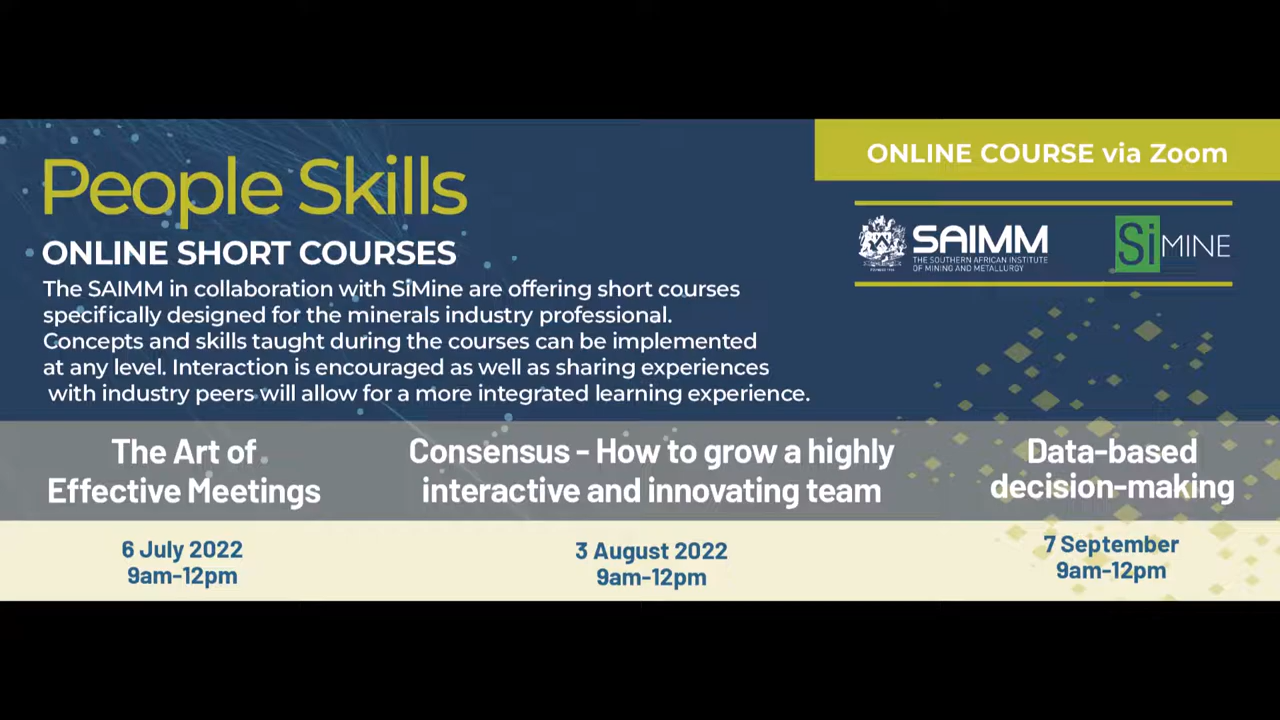 People Skills
ONLINE SHORT COURSES
The SAIMM in collaboration with SiMine are offering short courses
specifically designed for the minerals industry professional.
Concepts and skills taught during the courses can be implemented
at any level. Interaction is encouraged as well as sharing experiences
with industry peers will allow for a more integrated learning experience.
ONLINE COURSE via Zoom
SAIMM
THE SOUTHERN AFRICAN INSTITUTE
OF MINING AND METALLURGY
SiMINE
The Art of
Effective Meetings
6 July 2022
9am-12pm
Consensus - How to grow a highly
interactive and innovating team
3 August 2022
9am-12pm
Data-based
decision-making
7 September
9am-12pm